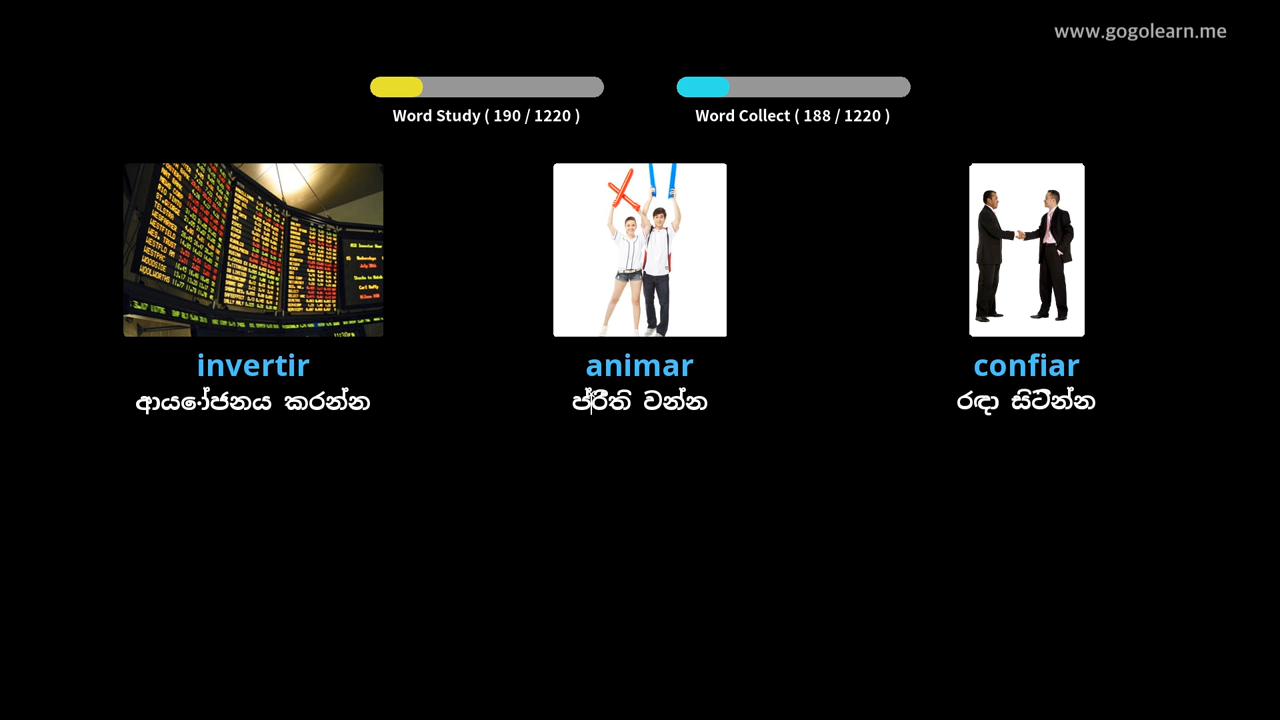 www.gogolearn.me
Word Study ( 190 / 1220 )
Word Collect ( 188 / 1220 )
invertir
ආයෝජනය කරන්න
animar
ප්රීති වන්න
confiar
රඳා සිටින්න